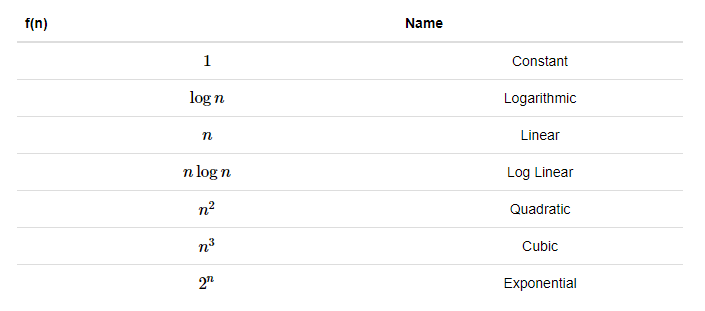 f(n) Name
1 Constant
log n Logarithmic
n Linear
n log n Log Linear
n² Quadratic
n³ Cubic
2ⁿ Exponential